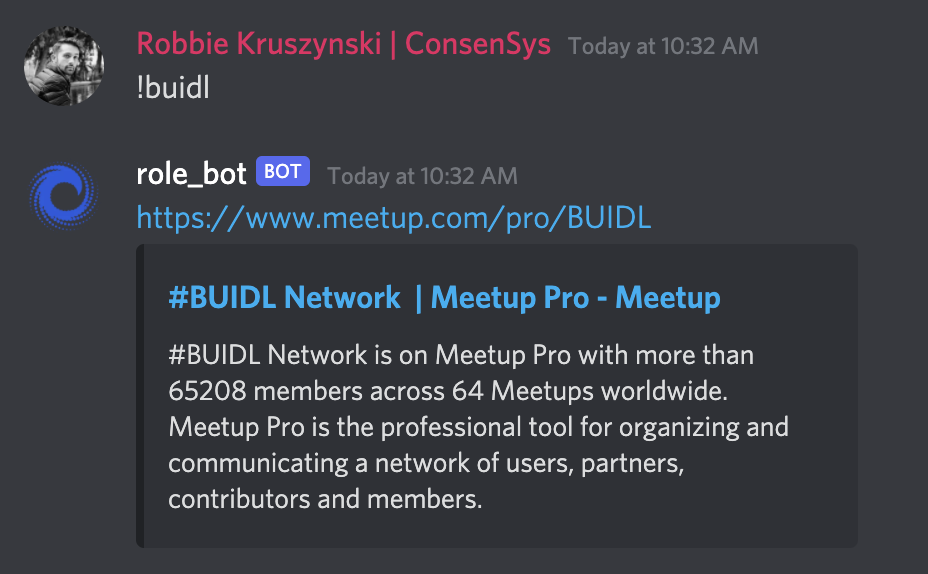 Robbie Kruszynski | ConsenSys Today at 10:32 AM
!buidl
role_bot BOT Today at 10:32 AM
https://www.meetup.com/pro/BUIDL
#BUIDL Network | Meetup Pro - Meetup
#BUIDL Network is on Meetup Pro with more than
65208 members across 64 Meetups worldwide.
Meetup Pro is the professional tool for organizing and
communicating a network of users, partners,
contributors and members.